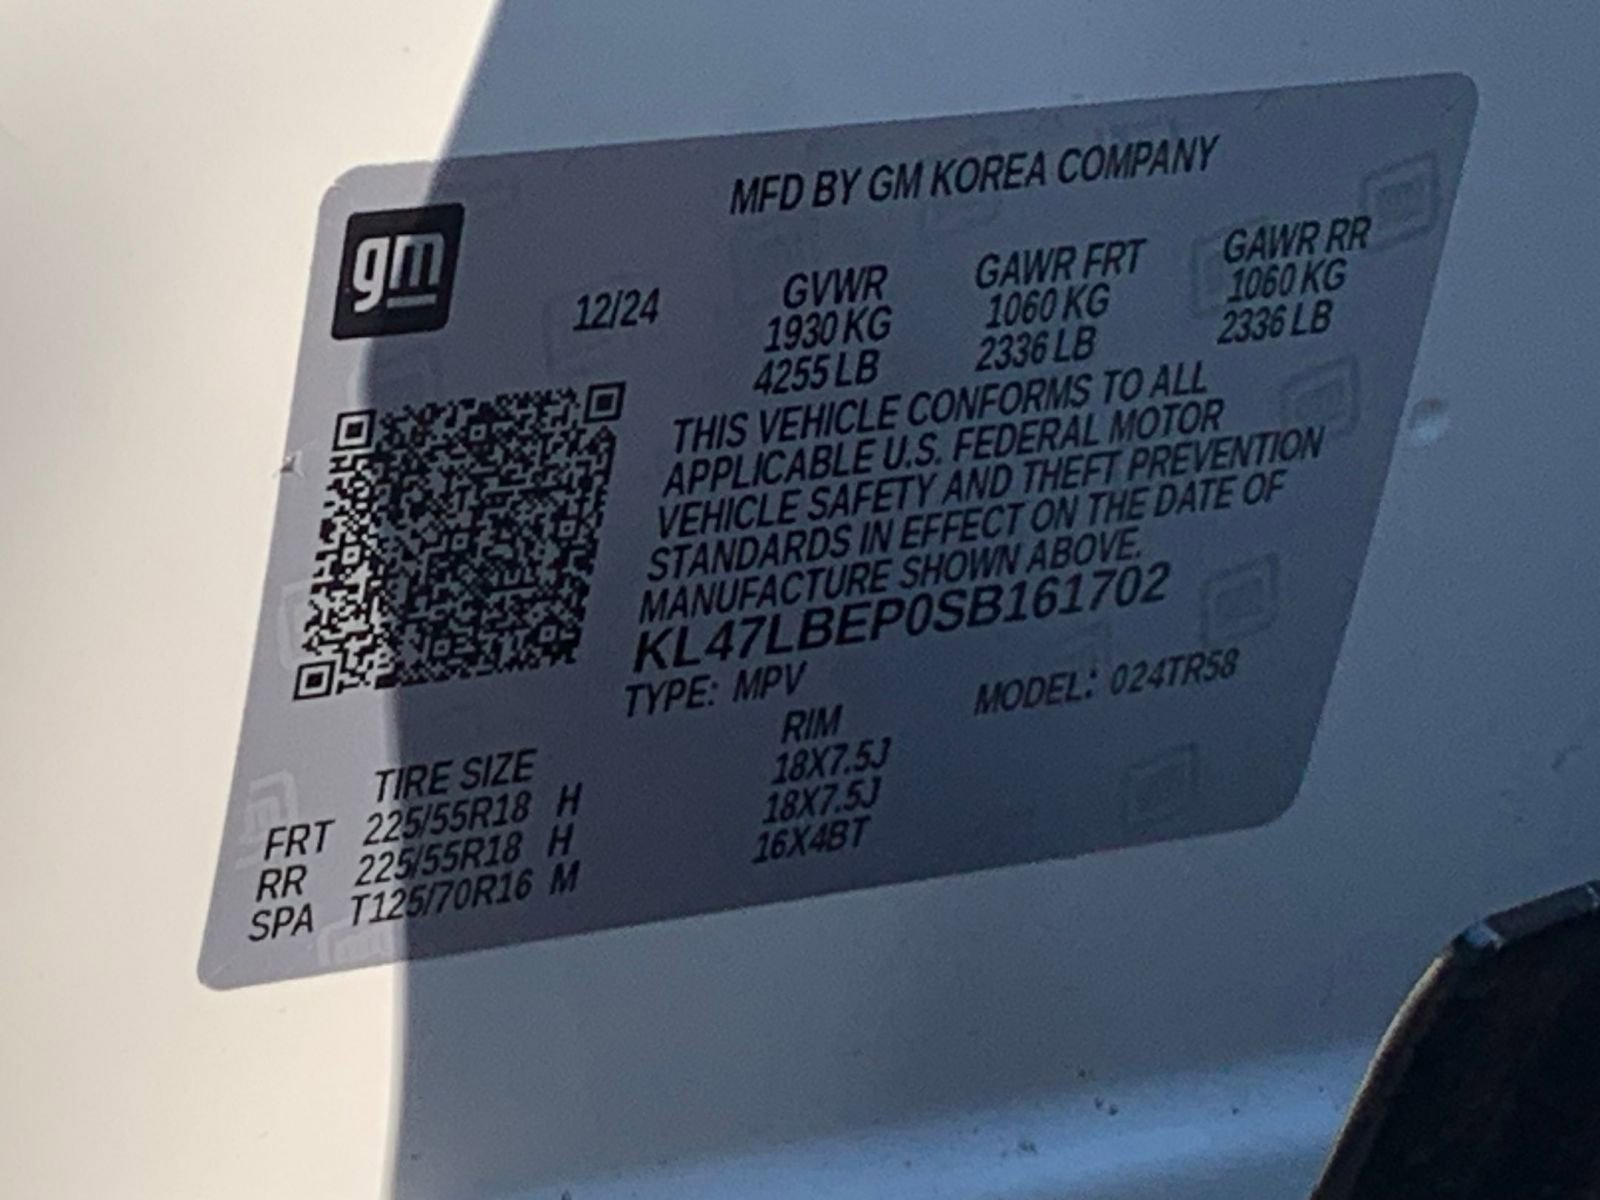 MFD BY GM KOREA COMPANY
gm
12/24 GVWR GAWR FRT GAWR RR
1930 KG 1060 KG 1060 KG
4255 LB 2336 LB 2336 LB
THIS VEHICLE CONFORMS TO ALL
APPLICABLE U.S. FEDERAL MOTOR
VEHICLE SAFETY AND THEFT PREVENTION
STANDARDS IN EFFECT ON THE DATE OF
MANUFACTURE SHOWN ABOVE.
KL47LBEP0SB161702
TYPE: MPV MODEL: 024TR58
TIRE SIZE RIM
FRT 225/55R18 H 18X7.5J
RR 225/55R18 H 18X7.5J
SPA T125/70R16 M 16X4BT